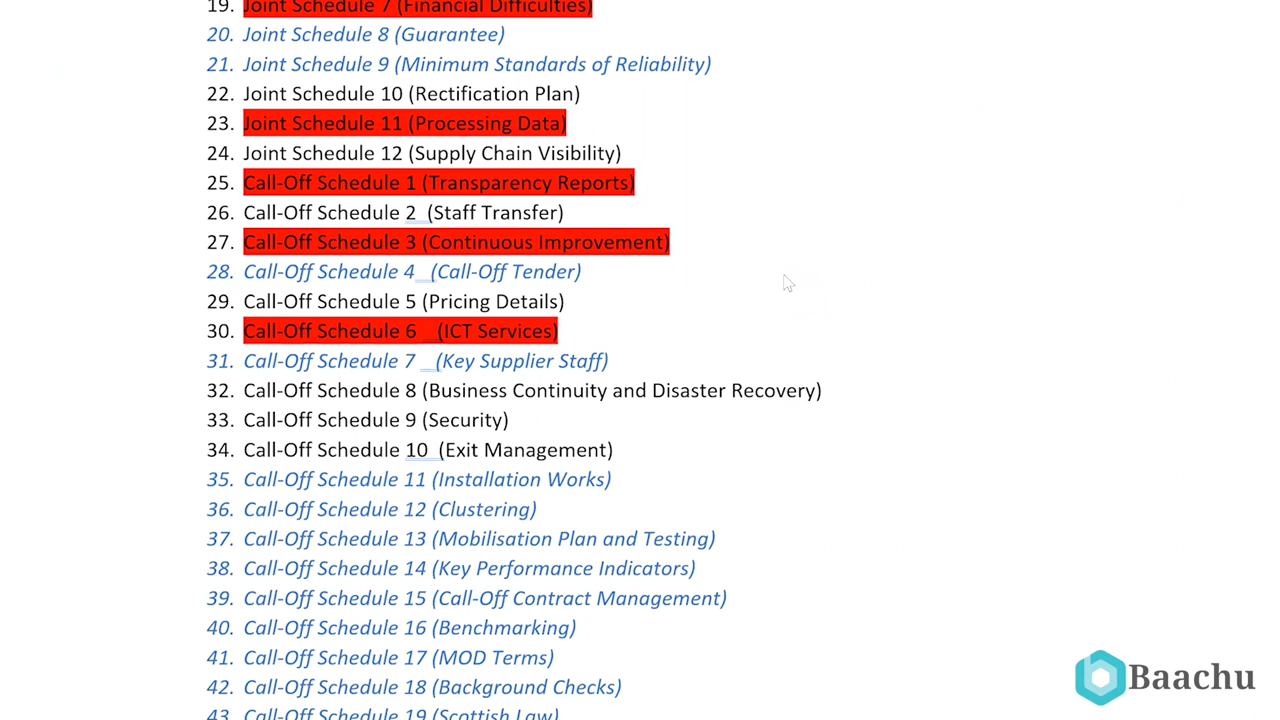 19. Joint Schedule 7 (Financial Difficulties)
20. Joint Schedule 8 (Guarantee)
21. Joint Schedule 9 (Minimum Standards of Reliability)
22. Joint Schedule 10 (Rectification Plan)
23. Joint Schedule 11 (Processing Data)
24. Joint Schedule 12 (Supply Chain Visibility)
25. Call-Off Schedule 1 (Transparency Reports)
26. Call-Off Schedule 2  (Staff Transfer)
27. Call-Off Schedule 3 (Continuous Improvement)
28. Call-Off Schedule 4  (Call-Off Tender)
29. Call-Off Schedule 5 (Pricing Details)
30. Call-Off Schedule 6  (ICT Services)
31. Call-Off Schedule 7  (Key Supplier Staff)
32. Call-Off Schedule 8 (Business Continuity and Disaster Recovery)
33. Call-Off Schedule 9 (Security)
34. Call-Off Schedule 10  (Exit Management)
35. Call-Off Schedule 11 (Installation Works)
36. Call-Off Schedule 12 (Clustering)
37. Call-Off Schedule 13 (Mobilisation Plan and Testing)
38. Call-Off Schedule 14 (Key Performance Indicators)
39. Call-Off Schedule 15 (Call-Off Contract Management)
40. Call-Off Schedule 16 (Benchmarking)
41. Call-Off Schedule 17 (MOD Terms)
42. Call-Off Schedule 18 (Background Checks)
43. Call-Off Schedule 19 (Scottish Law)
Baachu